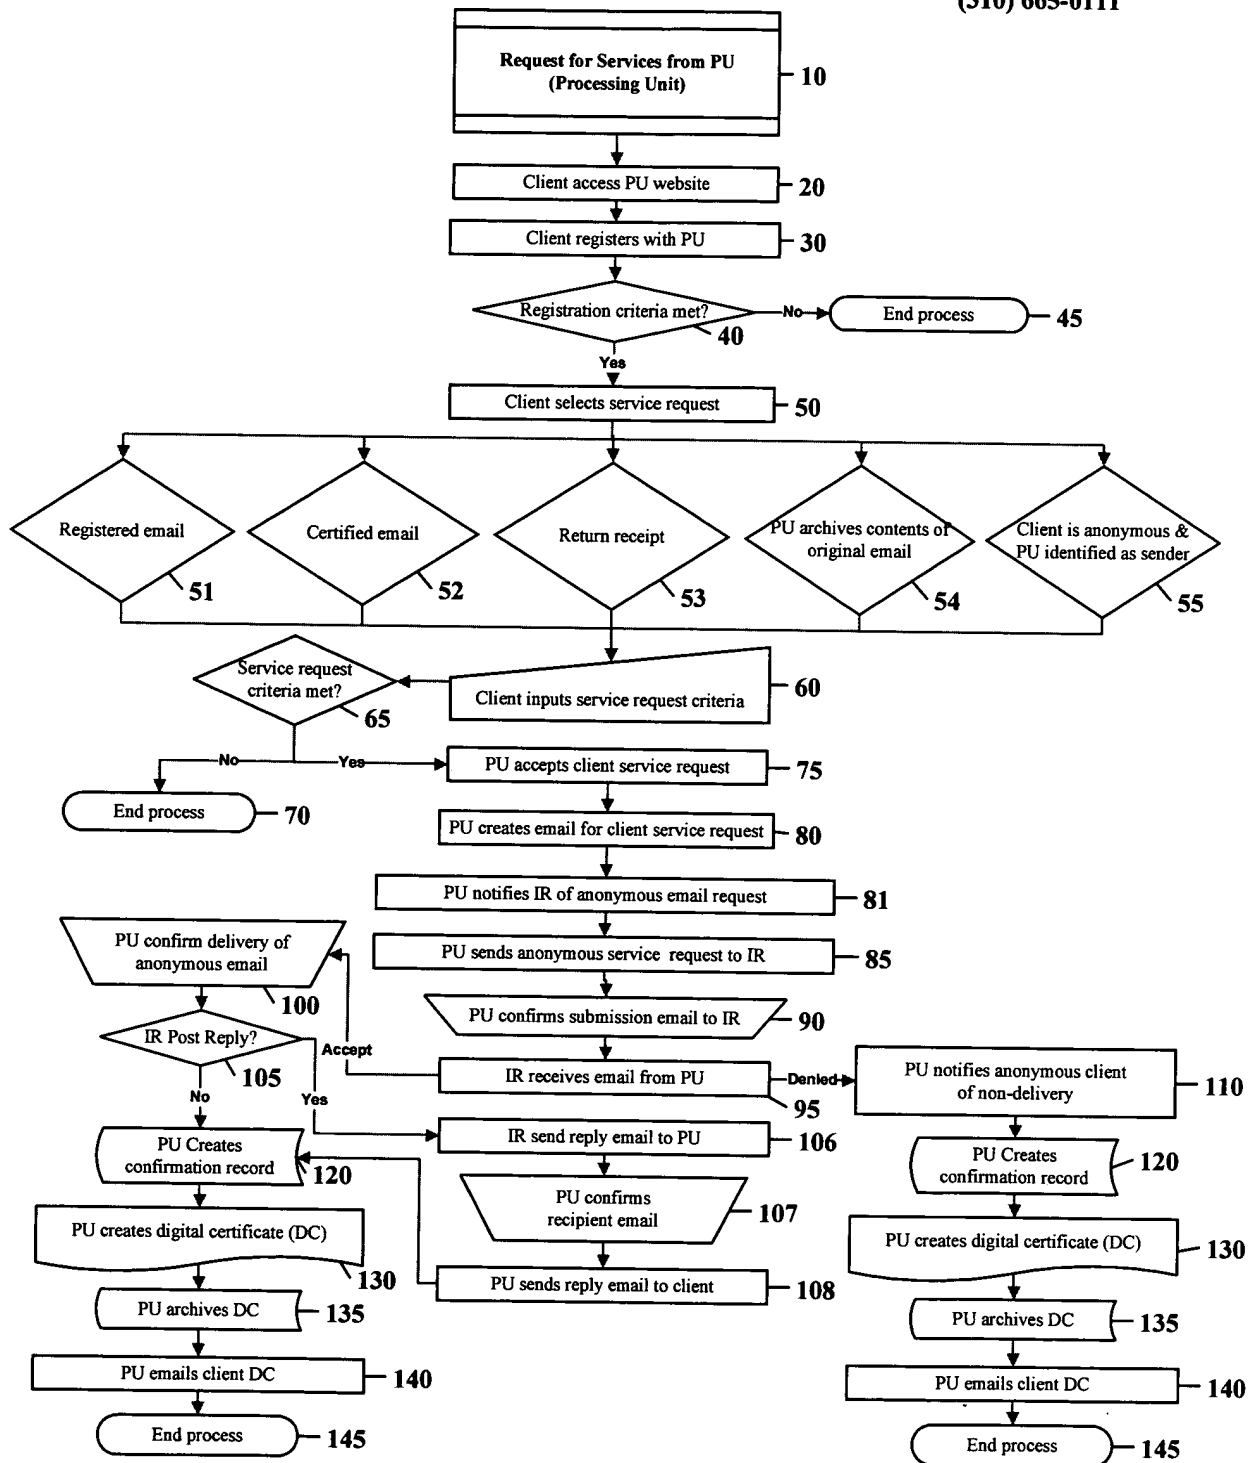 (310) 665-0111
Request for Services from PU
(Processing Unit)
10
Client access PU website
20
Client registers with PU
30
Registration criteria met?
40
No
End process
45
Yes
Client selects service request
50
Registered email
51
Certified email
52
Return receipt
53
PU archives contents of
original email
54
Client is anonymous &
PU identified as sender
55
Service request
criteria met?
65
Client inputs service request criteria
60
No
Yes
PU accepts client service request
75
End process
70
PU creates email for client service request
80
PU notifies IR of anonymous email request
81
PU confirm delivery of
anonymous email
100
PU sends anonymous service request to IR
85
PU confirms submission email to IR
90
IR Post Reply?
105
Accept
IR receives email from PU
95
Denied
PU notifies anonymous client
of non-delivery
110
No
Yes
IR send reply email to PU
106
PU Creates
confirmation record
120
PU confirms
recipient email
107
PU Creates
confirmation record
120
PU creates digital certificate (DC)
130
PU sends reply email to client
108
PU creates digital certificate (DC)
130
PU archives DC
135
PU archives DC
135
PU emails client DC
140
PU emails client DC
140
End process
145
End process
145